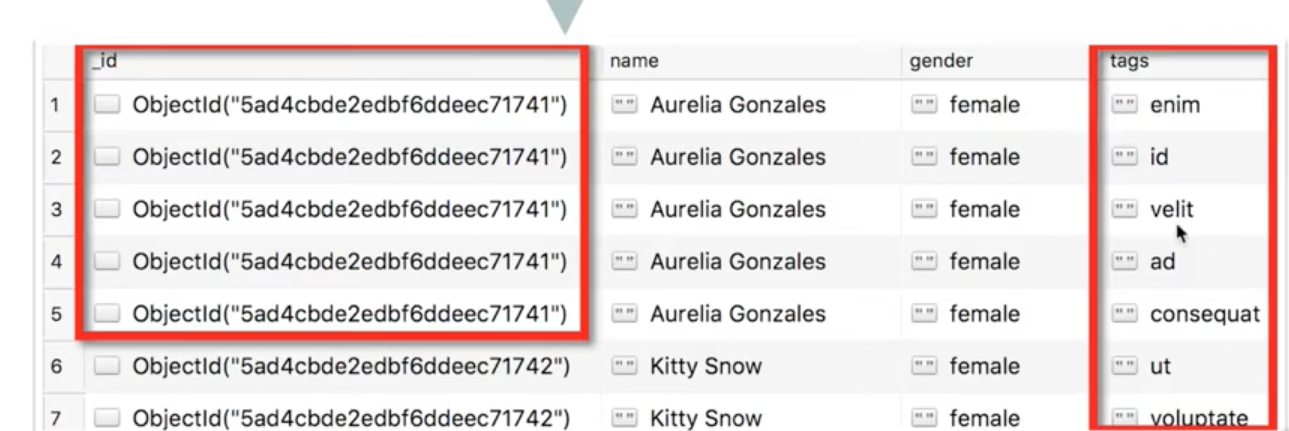 _id name gender tags
1 ObjectId("5ad4cbde2edbf6ddeec71741") "" Aurelia Gonzales "" female "" enim
2 ObjectId("5ad4cbde2edbf6ddeec71741") "" Aurelia Gonzales "" female "" id
3 ObjectId("5ad4cbde2edbf6ddeec71741") "" Aurelia Gonzales "" female "" velit
4 ObjectId("5ad4cbde2edbf6ddeec71741") "" Aurelia Gonzales "" female "" ad
5 ObjectId("5ad4cbde2edbf6ddeec71741") "" Aurelia Gonzales "" female "" consequat
6 ObjectId("5ad4cbde2edbf6ddeec71742") "" Kitty Snow "" female "" ut
7 ObjectId("5ad4cbde2edbf6ddeec71742") "" Kitty Snow "" female "" voluptate